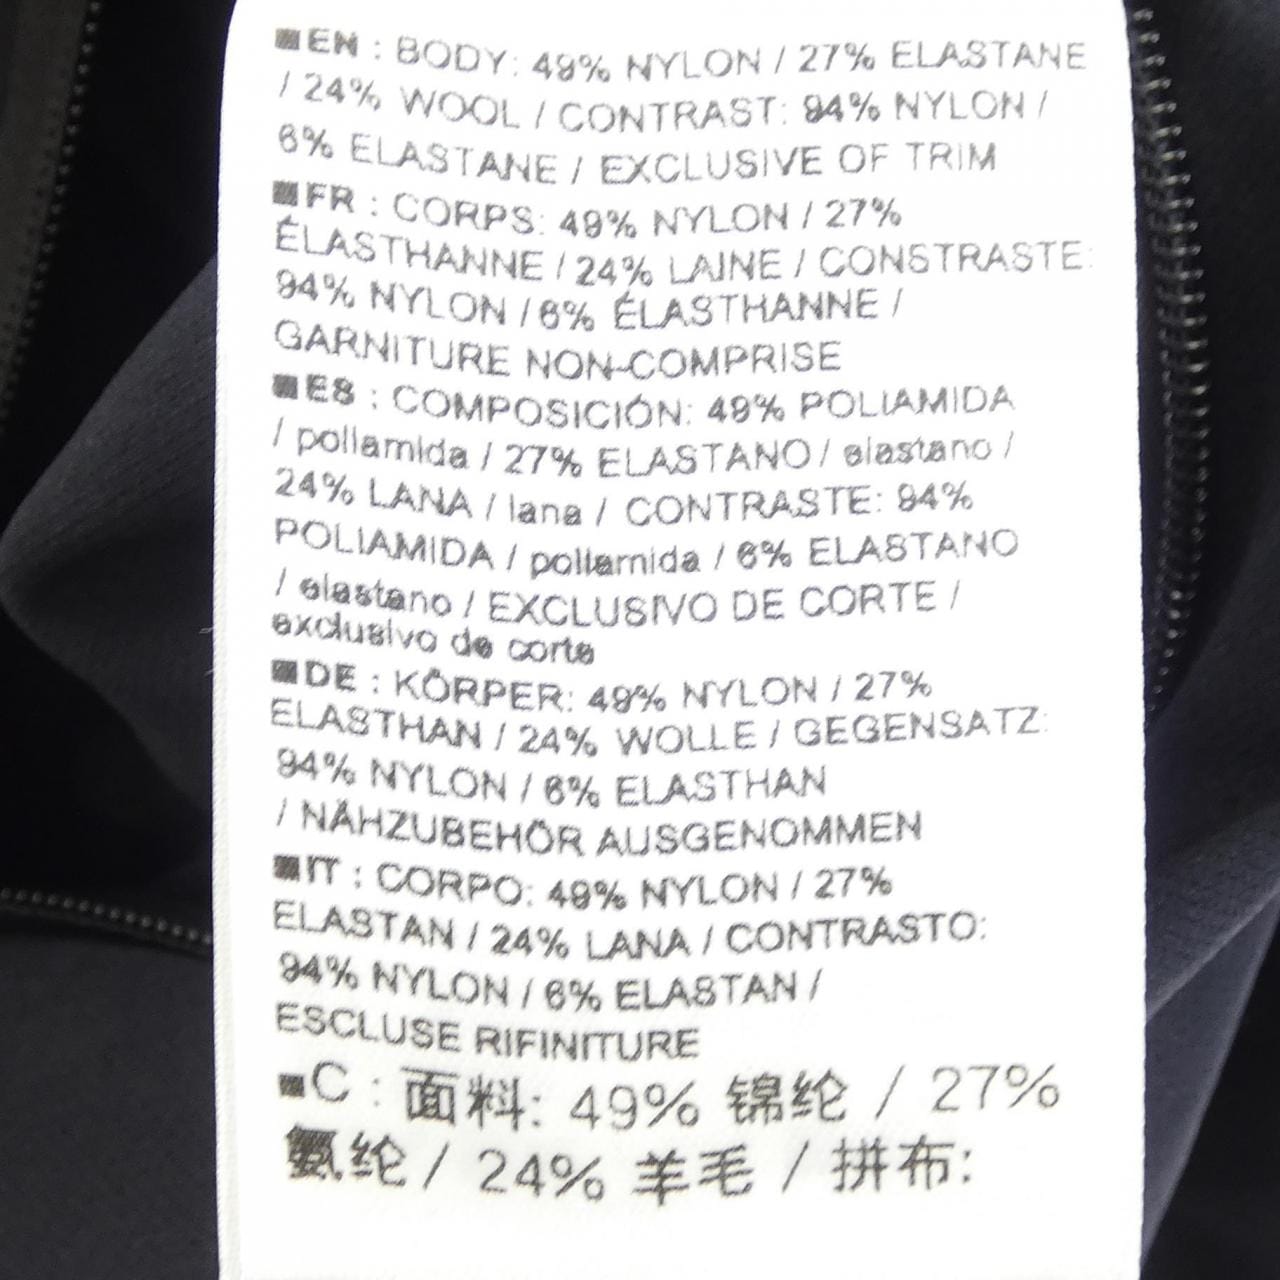 ■EN : BODY: 49% NYLON / 27% ELASTANE
/ 24% WOOL / CONTRAST: 94% NYLON /
6% ELASTANE / EXCLUSIVE OF TRIM
■FR : CORPS: 49% NYLON / 27%
ÉLASTHANNE / 24% LAINE / CONSTRASTE:
94% NYLON / 6% ÉLASTHANNE /
GARNITURE NON-COMPRISE
■ES : COMPOSICIÓN: 49% POLIAMIDA
/ poliamida / 27% ELASTANO / elastano /
24% LANA / lana / CONTRASTE: 94%
POLIAMIDA / poliamida / 6% ELASTANO
/ elastano / EXCLUSIVO DE CORTE /
exclusivo de corte
■DE : KÖRPER: 49% NYLON / 27%
ELASTHAN / 24% WOLLE / GEGENSATZ:
94% NYLON / 6% ELASTHAN
/ NÄHZUBEHÖR AUSGENOMMEN
■IT : CORPO: 49% NYLON / 27%
ELASTAN / 24% LANA / CONTRASTO:
94% NYLON / 6% ELASTAN /
ESCLUSE RIFINITURE
■C : 面料: 49% 锦纶 / 27%
氨纶 / 24% 羊毛 / 拼布: